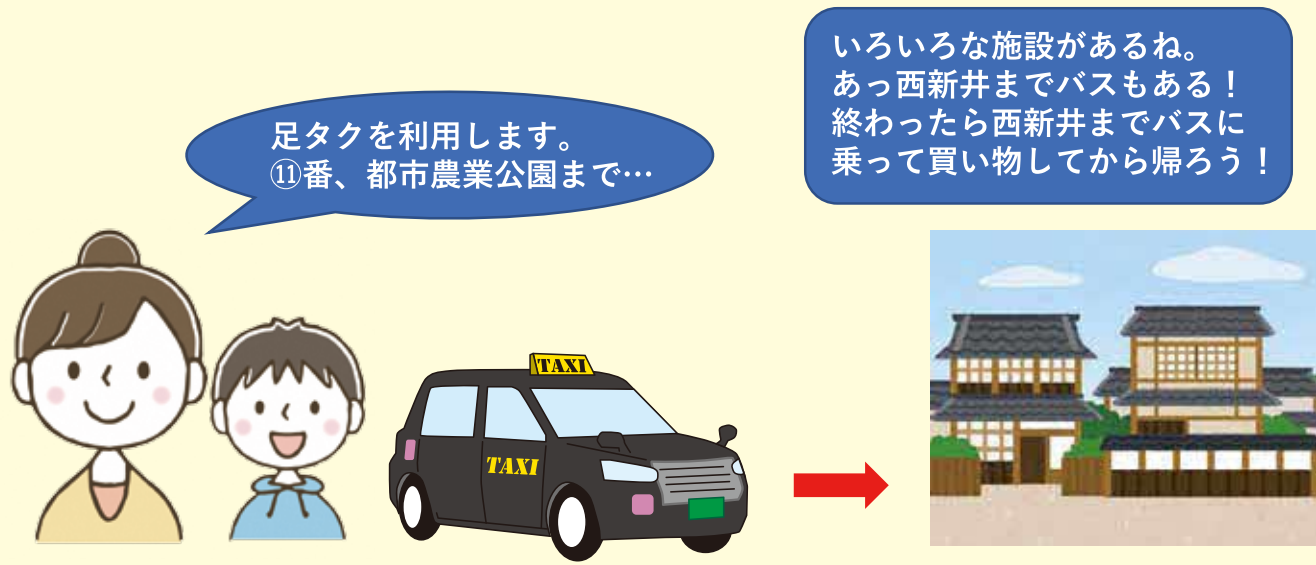 足タクを利用します。
⑪番、都市農業公園まで…
いろいろな施設があるね。
あっ西新井までバスもある！
終わったら西新井までバスに
乗って買い物してから帰ろう！
TAXI
TAXI